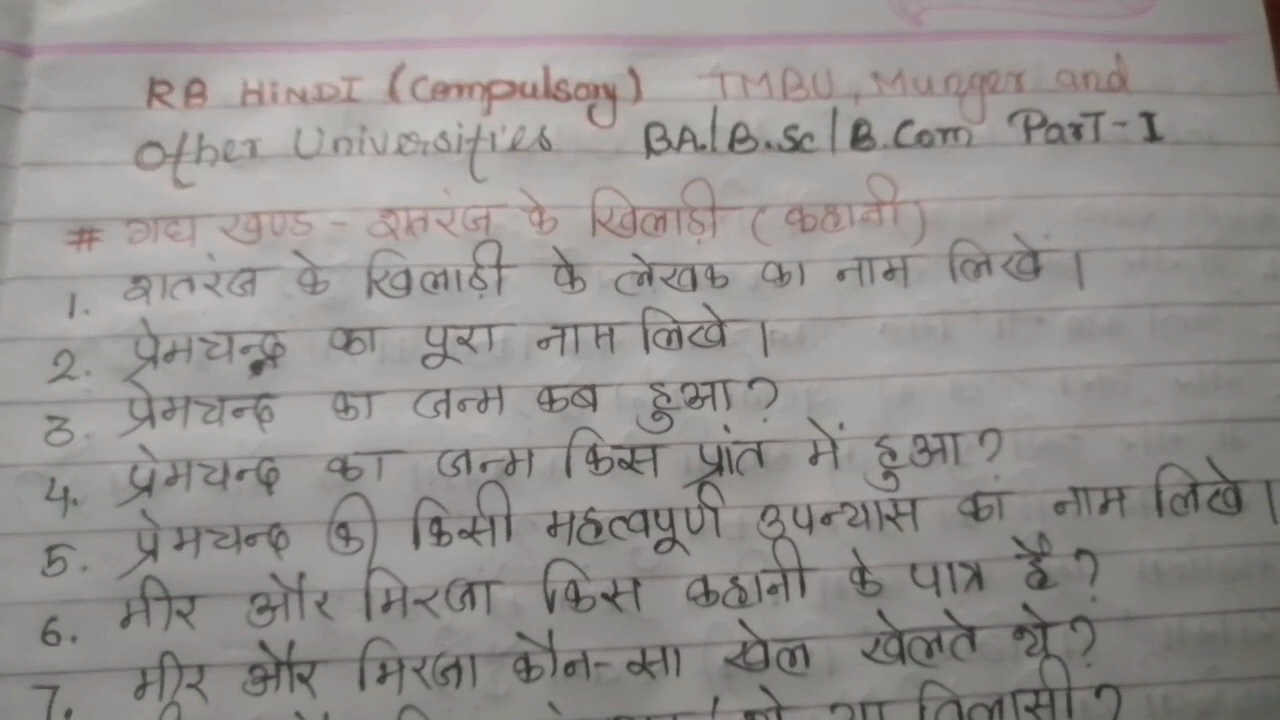 RB HINDI (Compulsory) TMBU, Munger and
Other Universities BA/B.Sc/B.Com Part-I
# गद्य खण्ड - शतरंज के खिलाड़ी (कहानी)
1. शतरंज के खिलाड़ी के लेखक का नाम लिखें।
2. प्रेमचन्द्र का पूरा नाम लिखे।
3. प्रेमचन्द का जन्म कब हुआ?
4. प्रेमचन्द का जन्म किस प्रांत में हुआ?
5. प्रेमचन्द की किसी महत्वपूर्ण उपन्यास का नाम लिखे।
6. मीर और मिरजा किस कहानी के पात्र है?
7. मीर और मिरजा कौन-सा खेल खेलते थे?
विलासी?